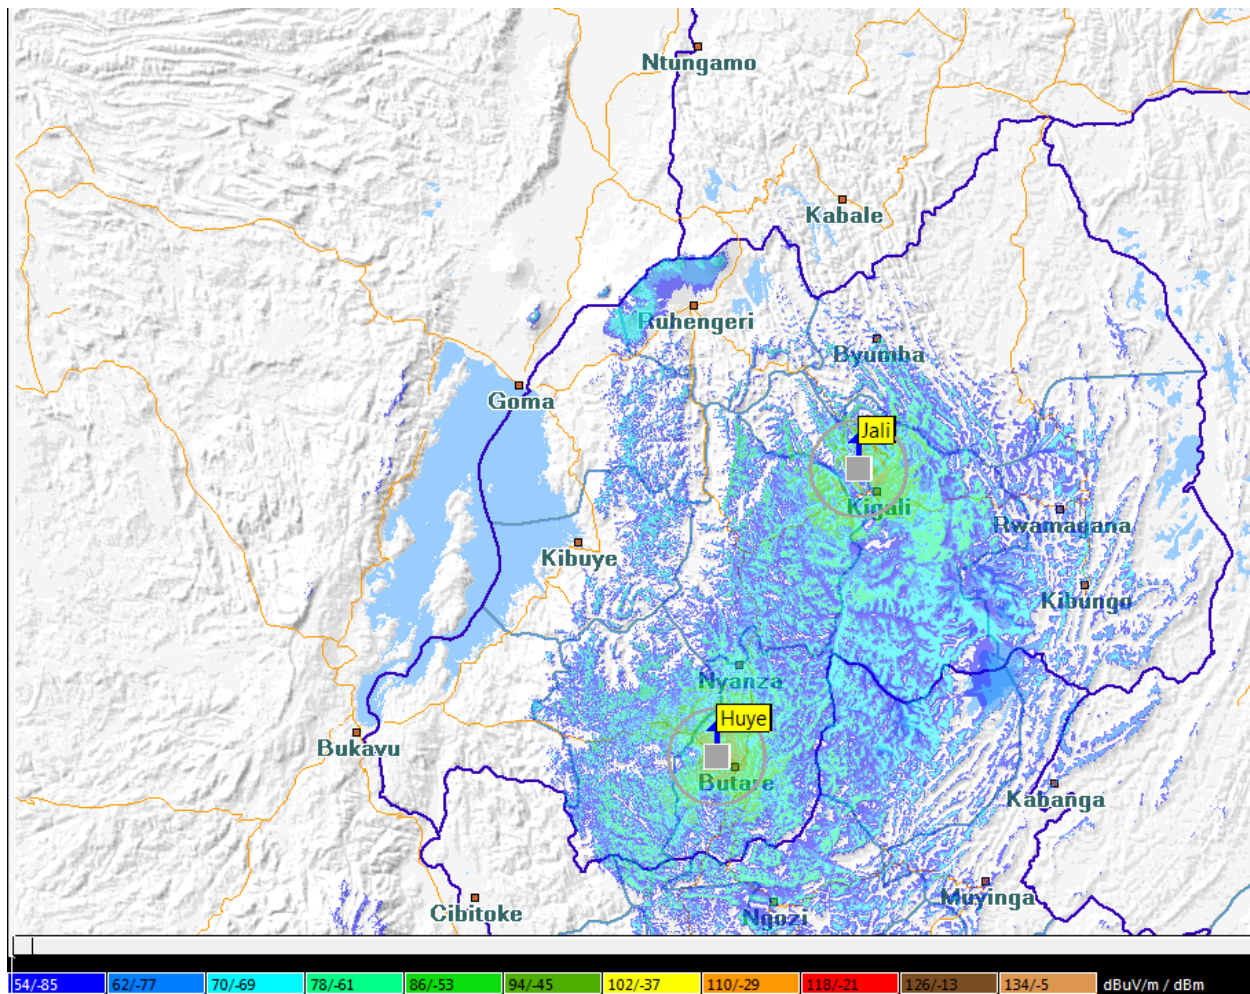 Ntungamo
Kabale
Ruhengeri
Byumba
Goma
Jali
Kigali
Rwamagana
Kibuye
Kibungo
Nyanza
Huye
Bukavu
Butare
Kabanga
Muyinga
Cibitoke
Ngozi
54/-85 62/-77 70/-69 78/-61 86/-53 94/-45 102/-37 110/-29 118/-21 126/-13 134/-5 dBuV/m / dBm